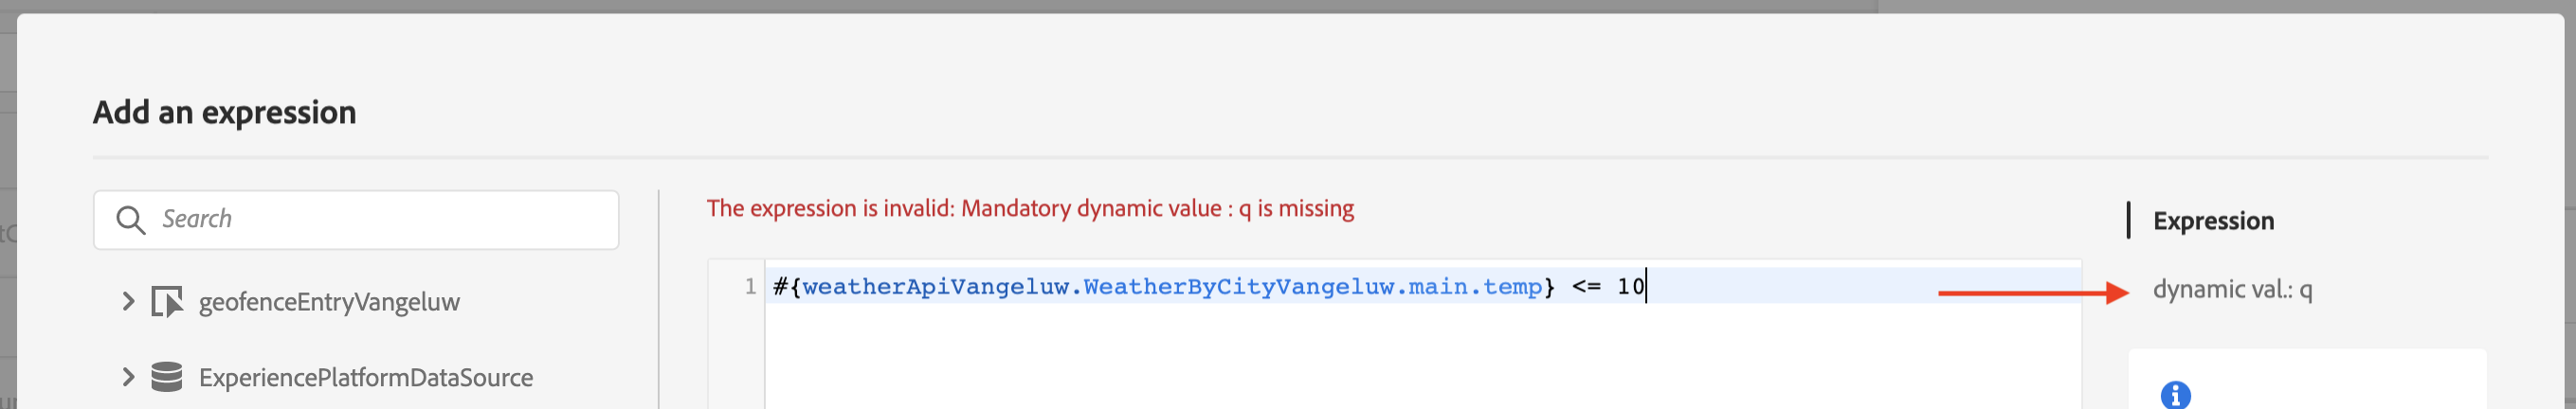 Add an expression
Search
geofenceEntryVangeluw
ExperiencePlatformDataSource
The expression is invalid: Mandatory dynamic value : q is missing
1 #{weatherApiVangeluw.WeatherByCityVangeluw.main.temp} <= 10
Expression
dynamic val.: q